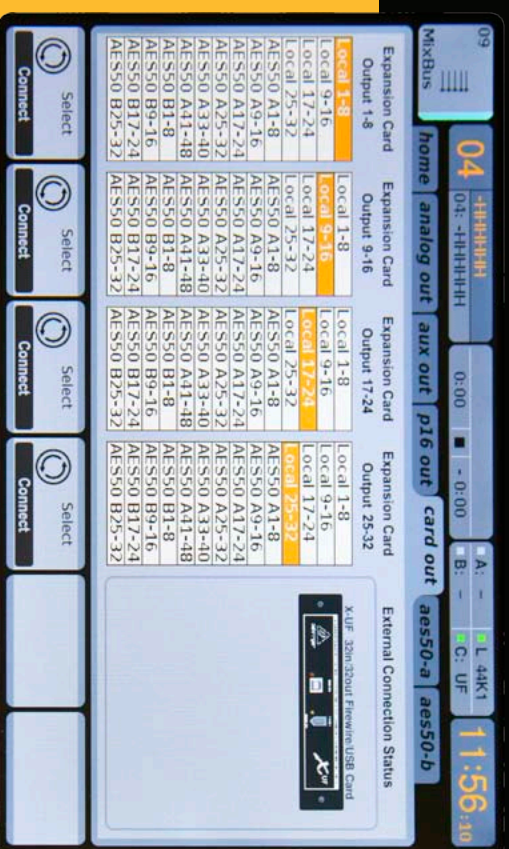 09
MixBus
04
-HHHHHH
04: -HHHHHH
0:00 - 0:00
A: -
B: -
L 44K1
C: UF
11:56:10
home analog out aux out p16 out card out aes50-a aes50-b
Expansion Card
Output 1-8
Local 1-8
Local 9-16
Local 17-24
Local 25-32
AES50 A1-8
AES50 A9-16
AES50 A17-24
AES50 A25-32
AES50 A33-40
AES50 A41-48
AES50 B1-8
AES50 B9-16
AES50 B17-24
AES50 B25-32
Expansion Card
Output 9-16
Local 1-8
Local 9-16
Local 17-24
Local 25-32
AES50 A1-8
AES50 A9-16
AES50 A17-24
AES50 A25-32
AES50 A33-40
AES50 A41-48
AES50 B1-8
AES50 B9-16
AES50 B17-24
AES50 B25-32
Expansion Card
Output 17-24
Local 1-8
Local 9-16
Local 17-24
Local 25-32
AES50 A1-8
AES50 A9-16
AES50 A17-24
AES50 A25-32
AES50 A33-40
AES50 A41-48
AES50 B1-8
AES50 B9-16
AES50 B17-24
AES50 B25-32
Expansion Card
Output 25-32
Local 1-8
Local 9-16
Local 17-24
Local 25-32
AES50 A1-8
AES50 A9-16
AES50 A17-24
AES50 A25-32
AES50 A33-40
AES50 A41-48
AES50 B1-8
AES50 B9-16
AES50 B17-24
AES50 B25-32
External Connection Status
X-UF 32in/32out Firewire/USB Card
X-UF
Select
Connect
Select
Connect
Select
Connect
Select
Connect